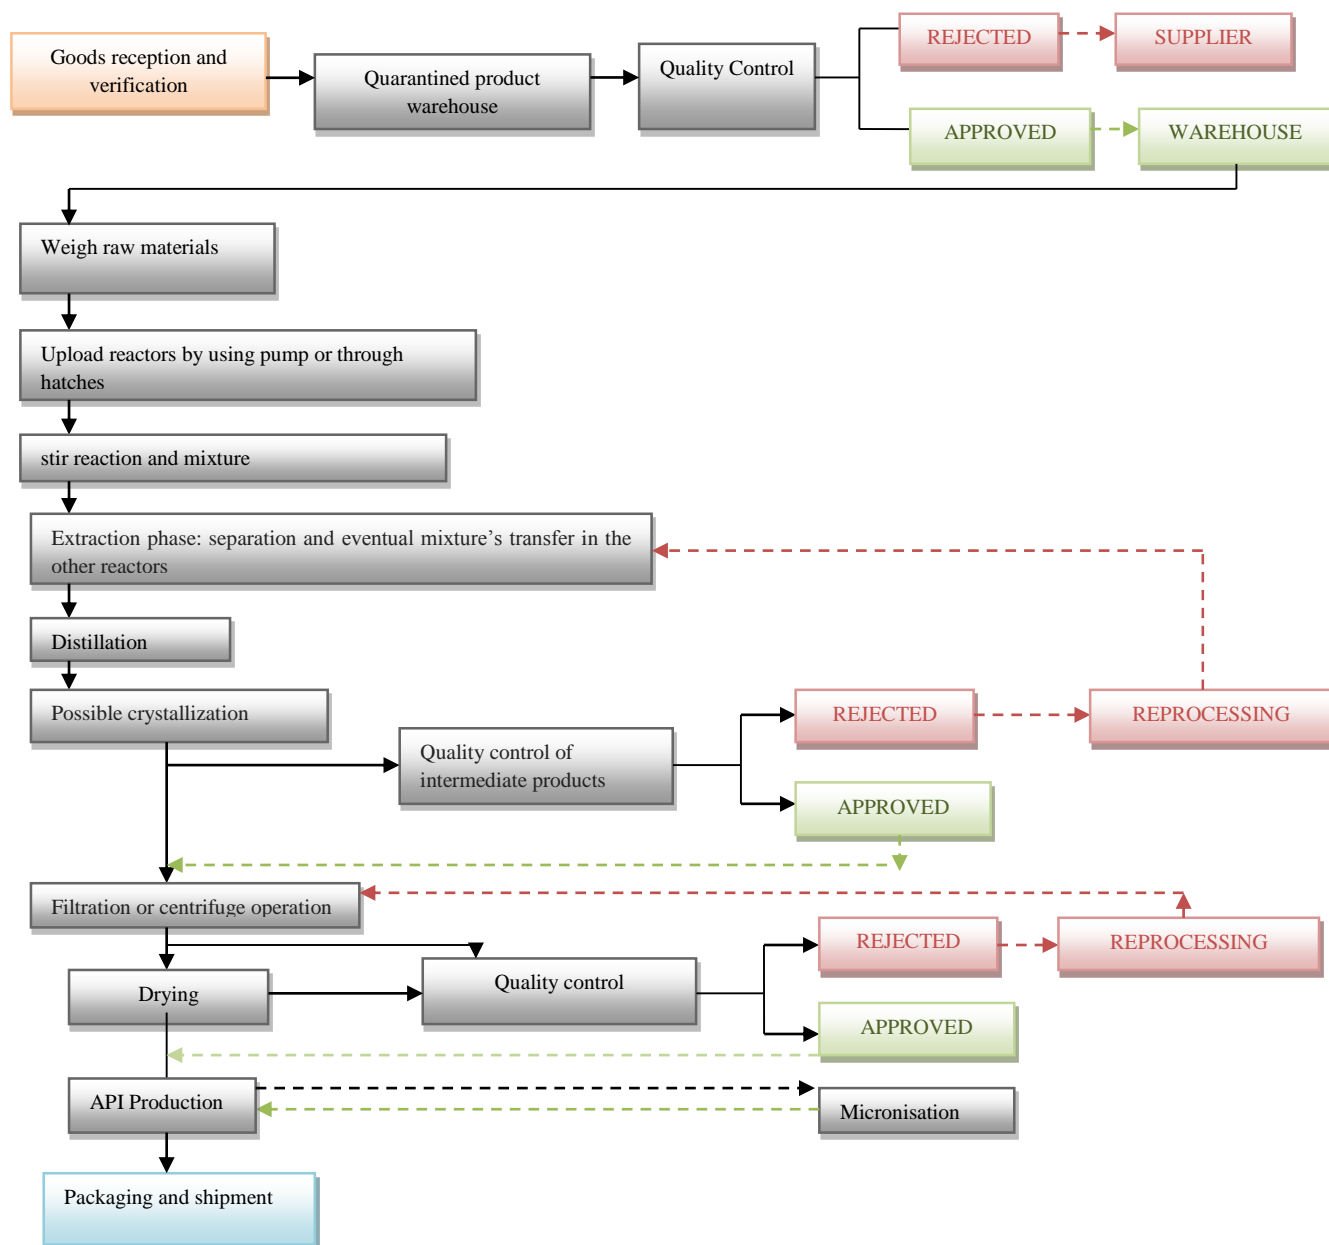 Goods reception and
verification
Quarantined product
warehouse
Quality Control
REJECTED
SUPPLIER
APPROVED
WAREHOUSE
Weigh raw materials
Upload reactors by using pump or through
hatches
stir reaction and mixture
Extraction phase: separation and eventual mixture’s transfer in the
other reactors
Distillation
Possible crystallization
Quality control of
intermediate products
REJECTED
REPROCESSING
APPROVED
Filtration or centrifuge operation
Drying
Quality control
REJECTED
REPROCESSING
APPROVED
API Production
Micronisation
Packaging and shipment